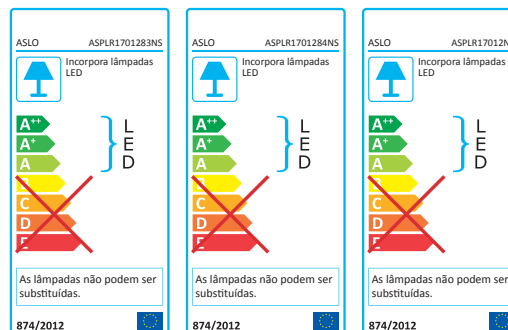 ASLO ASPLR1701283NS
Incorpora lâmpadas
LED
A++
A+
A
C
D
L
E
D
As lâmpadas não podem ser
substituídas.
874/2012
ASLO ASPLR1701284NS
Incorpora lâmpadas
LED
A++
A+
A
C
D
L
E
D
As lâmpadas não podem ser
substituídas.
874/2012
ASLO
Incorpora lâmpadas
LED
A++
A+
A
C
D
L
E
D
As lâmpadas não podem ser
substituídas.
874/2012